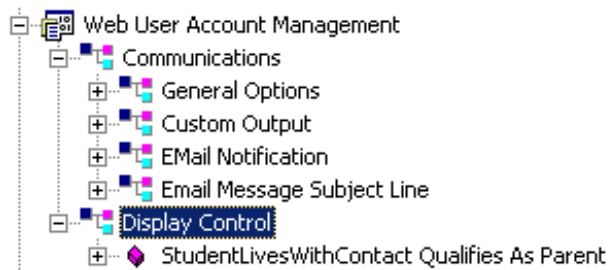 Web User Account Management
Communications
General Options
Custom Output
EMail Notification
Email Message Subject Line
Display Control
StudentLivesWithContact Qualifies As Parent